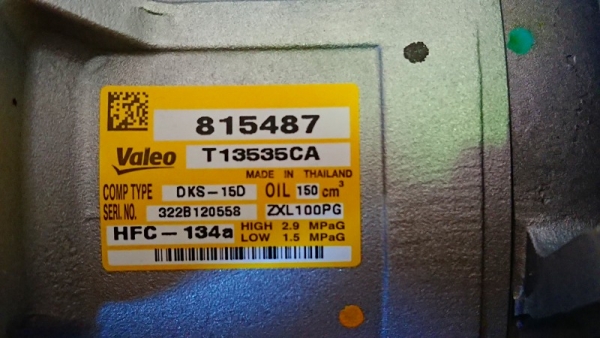 815487
Valeo T13535CA
MADE IN THAILAND
COMP TYPE DKS-15D OIL 150 cm³
SERI. NO. 322B120558 ZXL100PG
HFC-134a HIGH 2.9 MPaG
LOW 1.5 MPaG